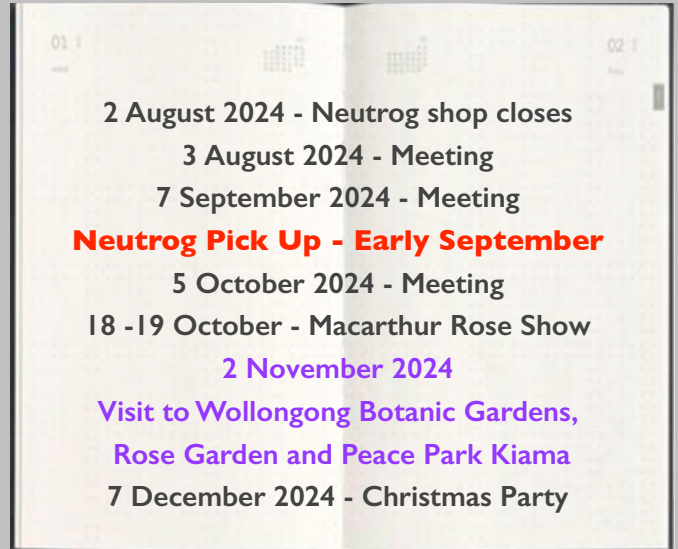 01
02
2 August 2024 - Neutrog shop closes
3 August 2024 - Meeting
7 September 2024 - Meeting
Neutrog Pick Up - Early September
5 October 2024 - Meeting
18 -19 October - Macarthur Rose Show
2 November 2024
Visit to Wollongong Botanic Gardens,
Rose Garden and Peace Park Kiama
7 December 2024 - Christmas Party